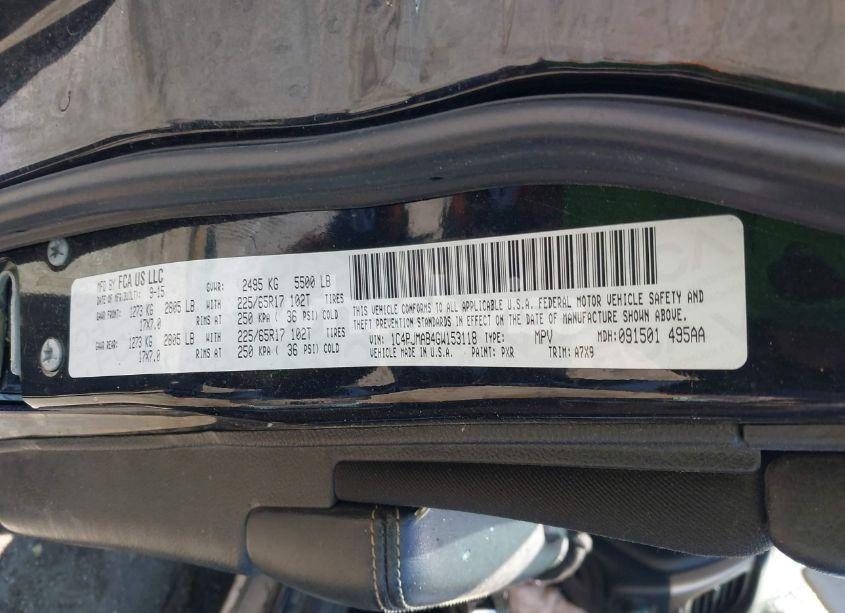 MFD BY FCA US LLC
DATE OF MFR/BUILT: 9-15 GVWR: 2495 KG 5500 LB
GAWR FRONT: 1273 KG 2805 LB WITH 225/65R17 102T TIRES
17X7.0 RIMS AT 250 KPA ( 36 PSI) COLD
GAWR REAR: 1273 KG 2805 LB WITH 225/65R17 102T TIRES
17X7.0 RIMS AT 250 KPA ( 36 PSI) COLD
THIS VEHICLE CONFORMS TO ALL APPLICABLE U.S.A. FEDERAL MOTOR VEHICLE SAFETY AND
THEFT PREVENTION STANDARDS IN EFFECT ON THE DATE OF MANUFACTURE SHOWN ABOVE.
VIN: 1C4PJMAB4GW153118 TYPE: MPV MDH: 091501 495AA
VEHICLE MADE IN U.S.A. PAINT: PXR TRIM: A7X9